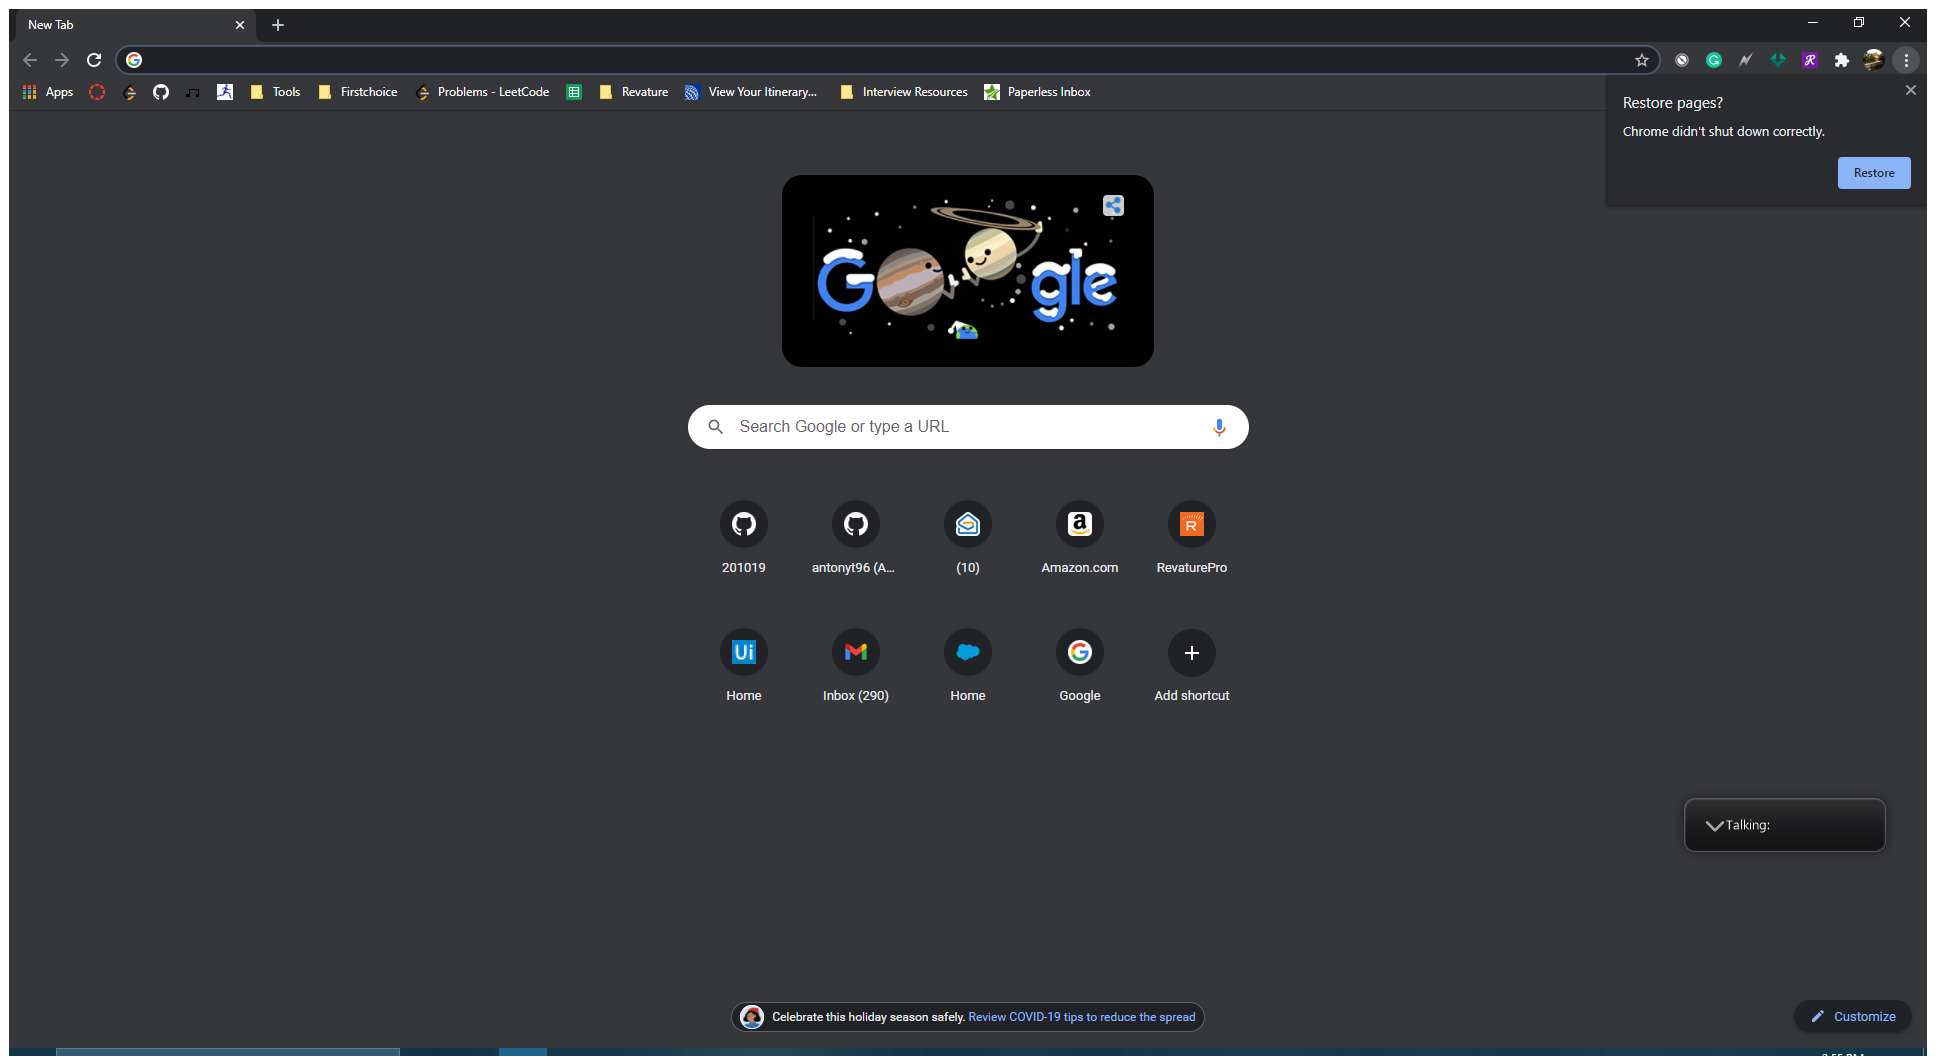 New Tab
Apps
Tools
Firstchoice
Problems - LeetCode
Revature
View Your Itinerary...
Interview Resources
Paperless Inbox
Restore pages?
Chrome didn't shut down correctly.
Restore
Google
Search Google or type a URL
201019
antonyt96 (A...
(10)
Amazon.com
RevaturePro
Ui
Home
Inbox (290)
Home
Google
Add shortcut
Talking:
Celebrate this holiday season safely. Review COVID-19 tips to reduce the spread
Customize